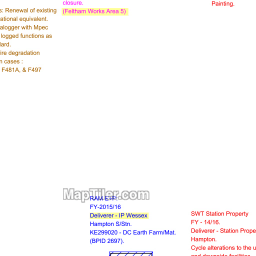 closure.
(Feltham Works Area 5)
Painting.
s: Renewal of existing
ational equivalent.
alogger with Mpec
logged functions as
lard.
ire degradation
n cases :
F481A, & F497
MapTiler.com
FY-2015/16
Deliverer - IP Wessex
Hampton S/Stn.
KE299020 - DC Earth Farm/Mat.
(BPID 2697).
SWT Station Property
FY - 14/16.
Deliverer - Station Prope
Hampton.
Cycle alterations to the u